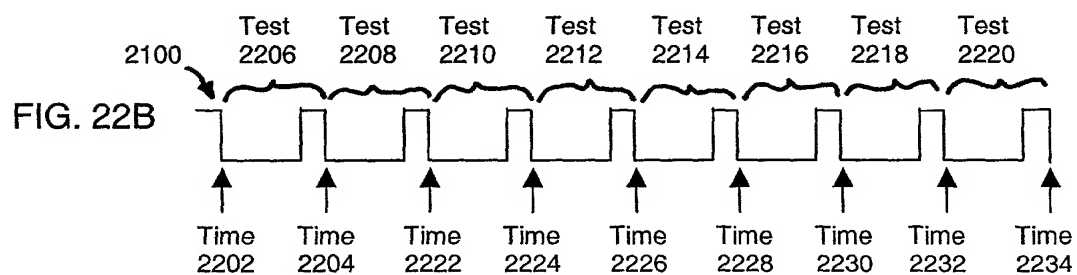 Test Test Test Test Test Test Test Test
2100 2206 2208 2210 2212 2214 2216 2218 2220
FIG. 22B
Time Time Time Time Time Time Time Time Time
2202 2204 2222 2224 2226 2228 2230 2232 2234